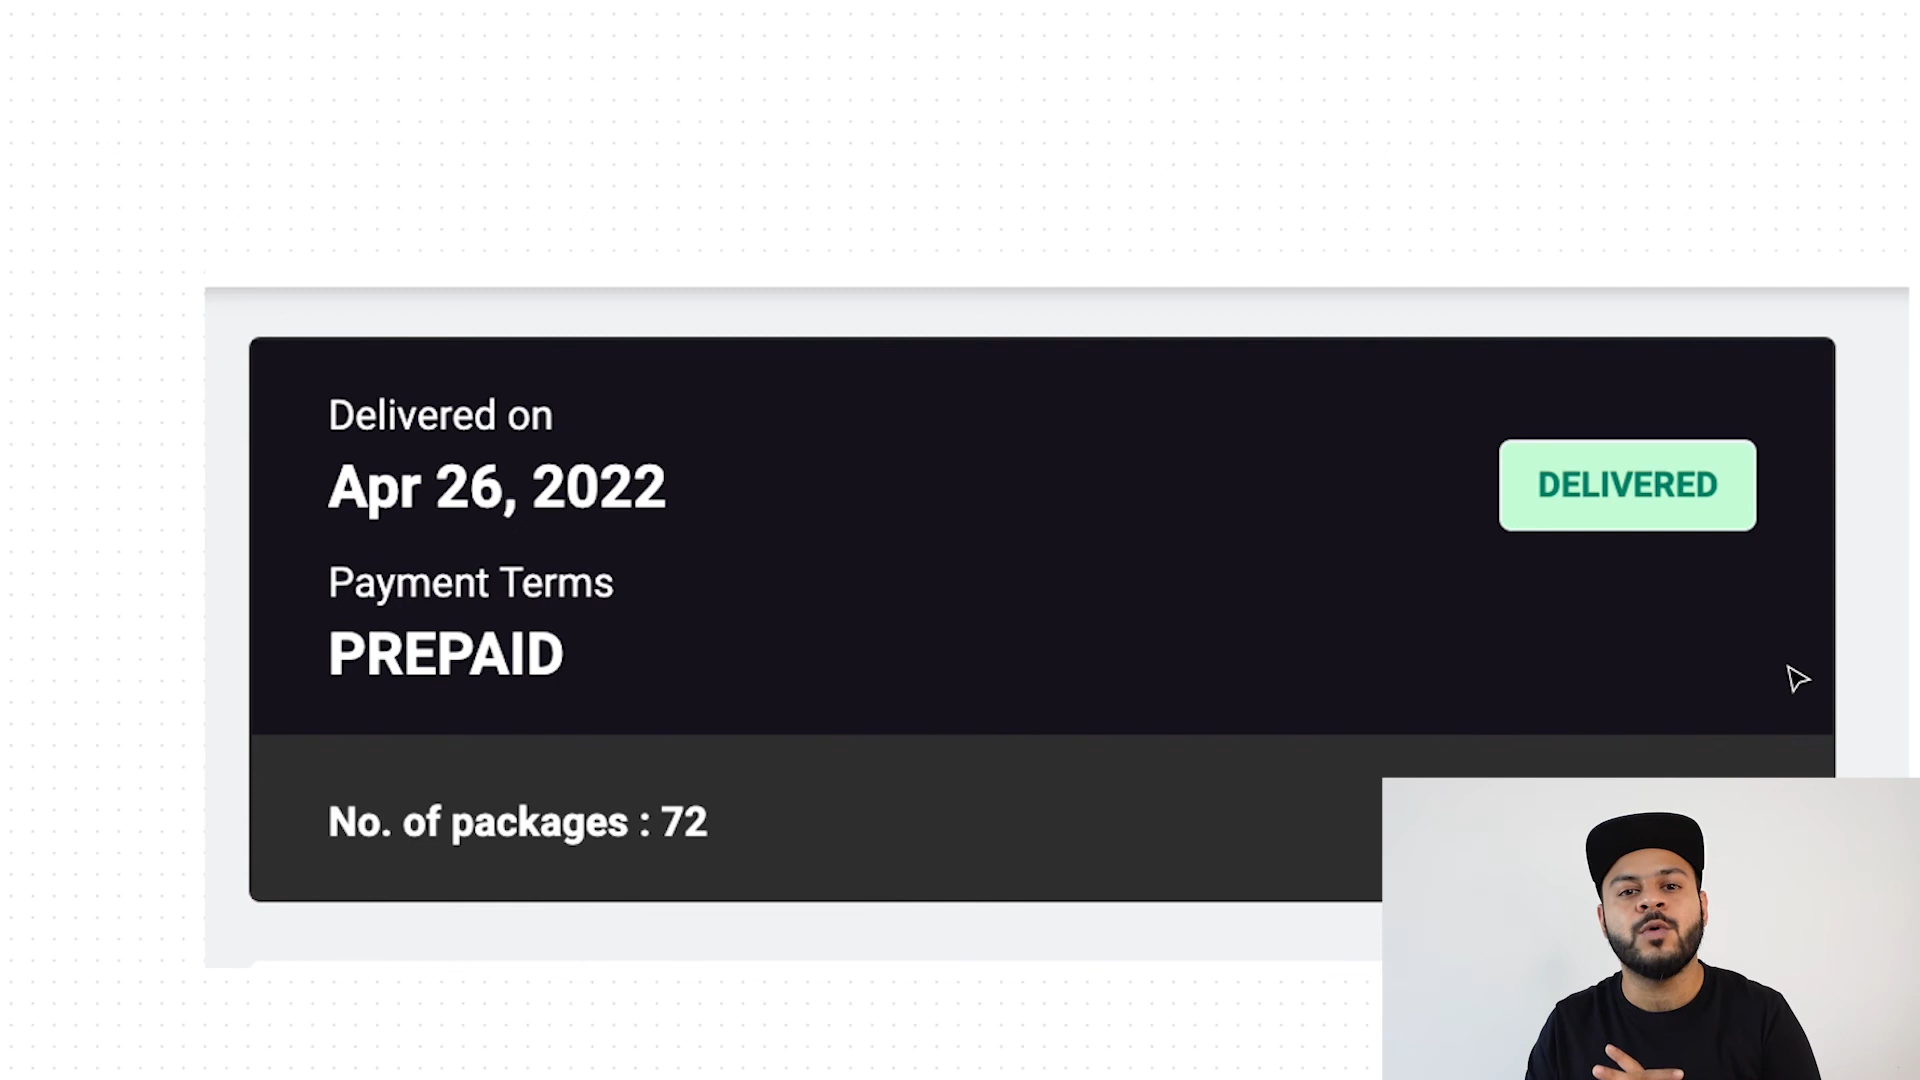 Delivered on
Apr 26, 2022
DELIVERED
Payment Terms
PREPAID
No. of packages : 72